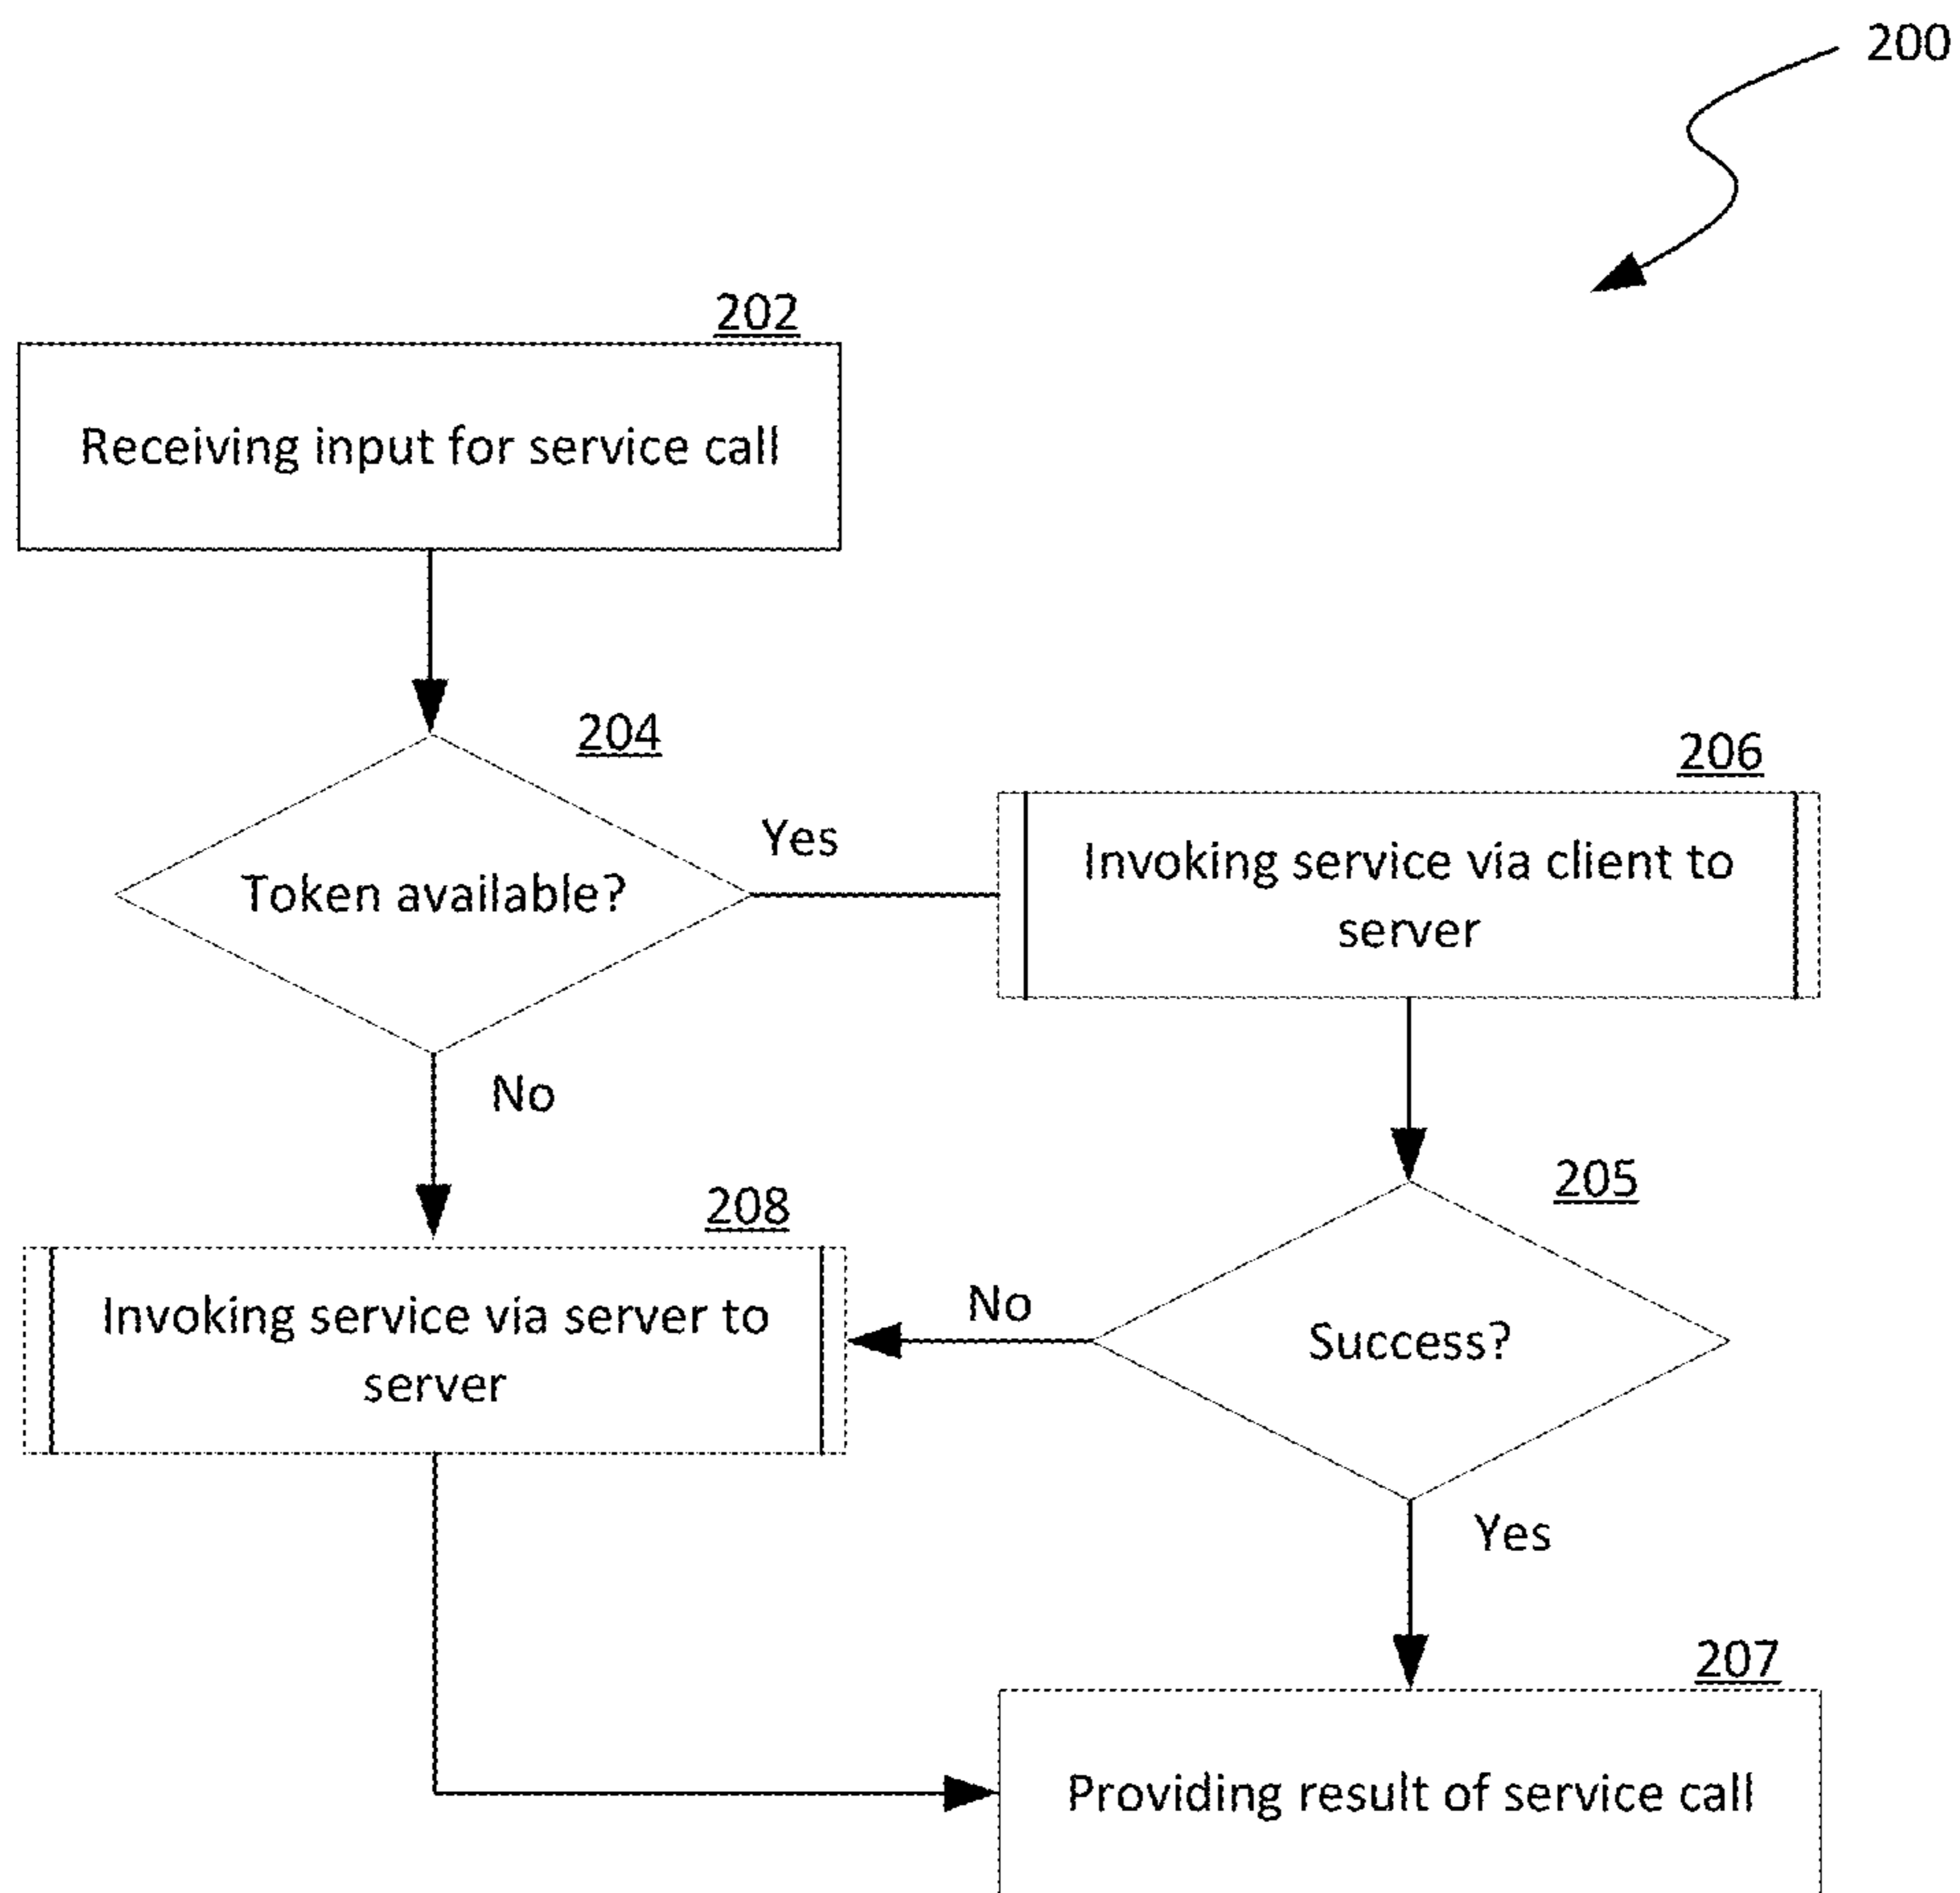 200
202
Receiving input for service call
204
Token available?
Yes
206
Invoking service via client to
server
No
205
Success?
208
Invoking service via server to
server
No
Yes
207
Providing result of service call